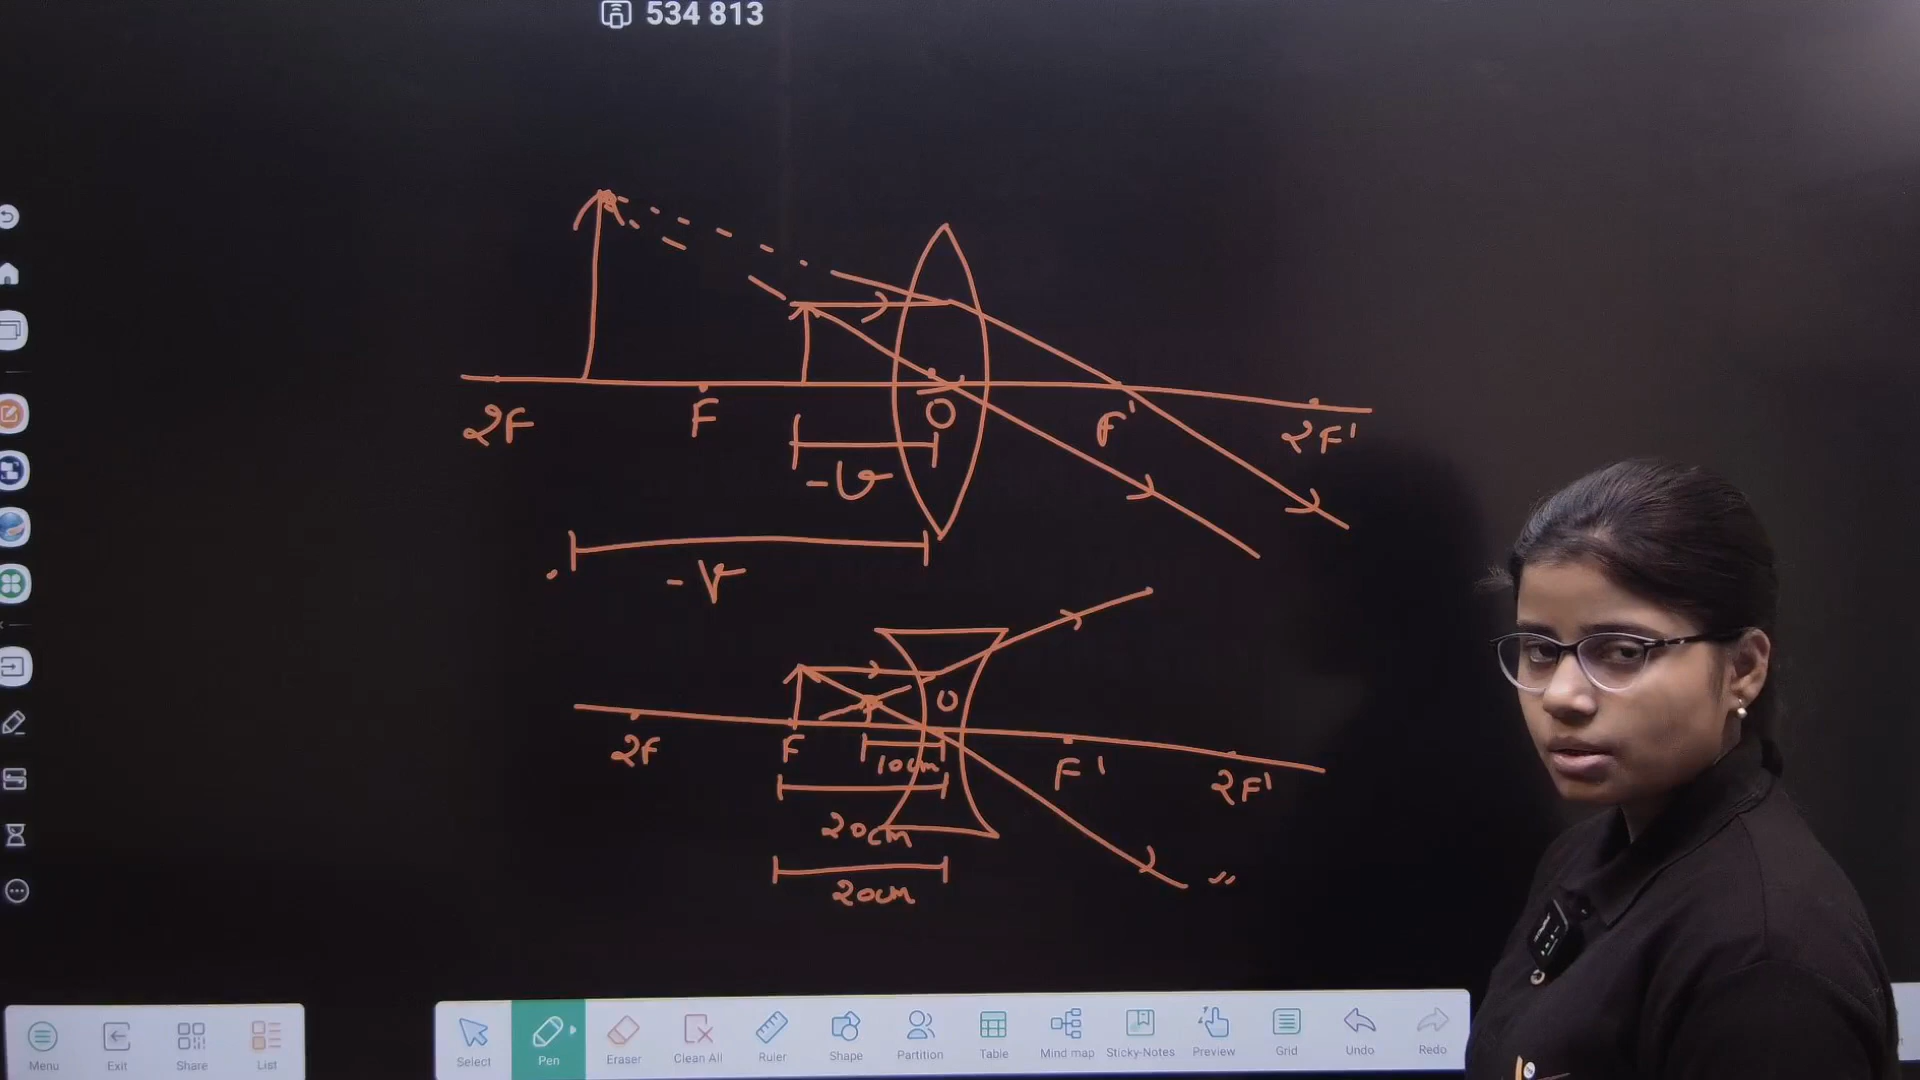 534 813
2F F O F' 2F'
-u
-V
O
2F F 10cm F' 2F'
20cm
20cm
Menu Exit Share List Select Pen Eraser Clean All Ruler Shape Partition Table Mind map Sticky-Notes Preview Grid Undo Redo